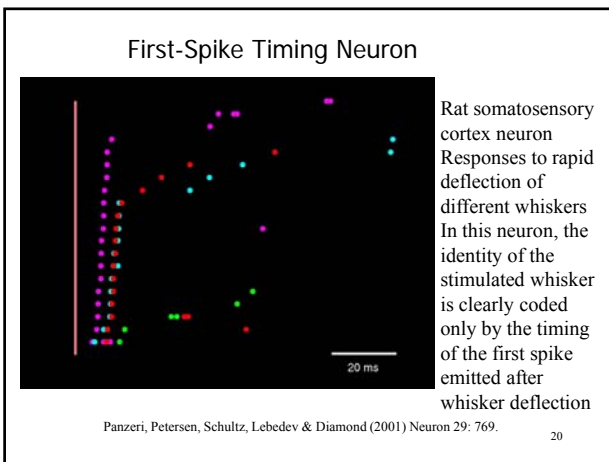 First-Spike Timing Neuron
20 ms
Rat somatosensory
cortex neuron
Responses to rapid
deflection of
different whiskers
In this neuron, the
identity of the
stimulated whisker
is clearly coded
only by the timing
of the first spike
emitted after
whisker deflection
Panzeri, Petersen, Schultz, Lebedev & Diamond (2001) Neuron 29: 769.
20